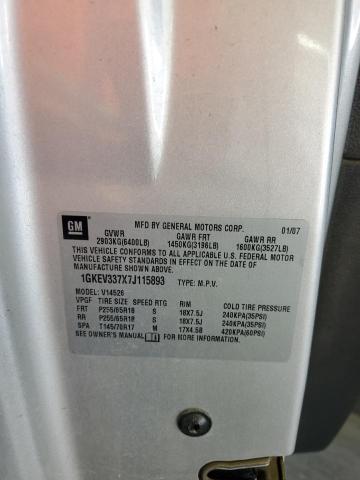 GM
MFD BY GENERAL MOTORS CORP. 01/07
GVWR GAWR FRT GAWR RR
2903KG(6400LB) 1450KG(3196LB) 1600KG(3527LB)
THIS VEHICLE CONFORMS TO ALL APPLICABLE U.S. FEDERAL MOTOR
VEHICLE SAFETY STANDARDS IN EFFECT ON THE DATE OF
MANUFACTURE SHOWN ABOVE.
1GKEV337X7J115893 TYPE: M.P.V.
MODEL: V14526
VPGF TIRE SIZE SPEED RTG RIM COLD TIRE PRESSURE
FRT P255/65R18 S 18X7.5J 240KPA(35PSI)
RR P255/65R18 S 18X7.5J 240KPA(35PSI)
SPA T145/70R17 M 17X4.5B 420KPA(60PSI)
SEE OWNER'S MANUAL FOR MORE INFORMATION